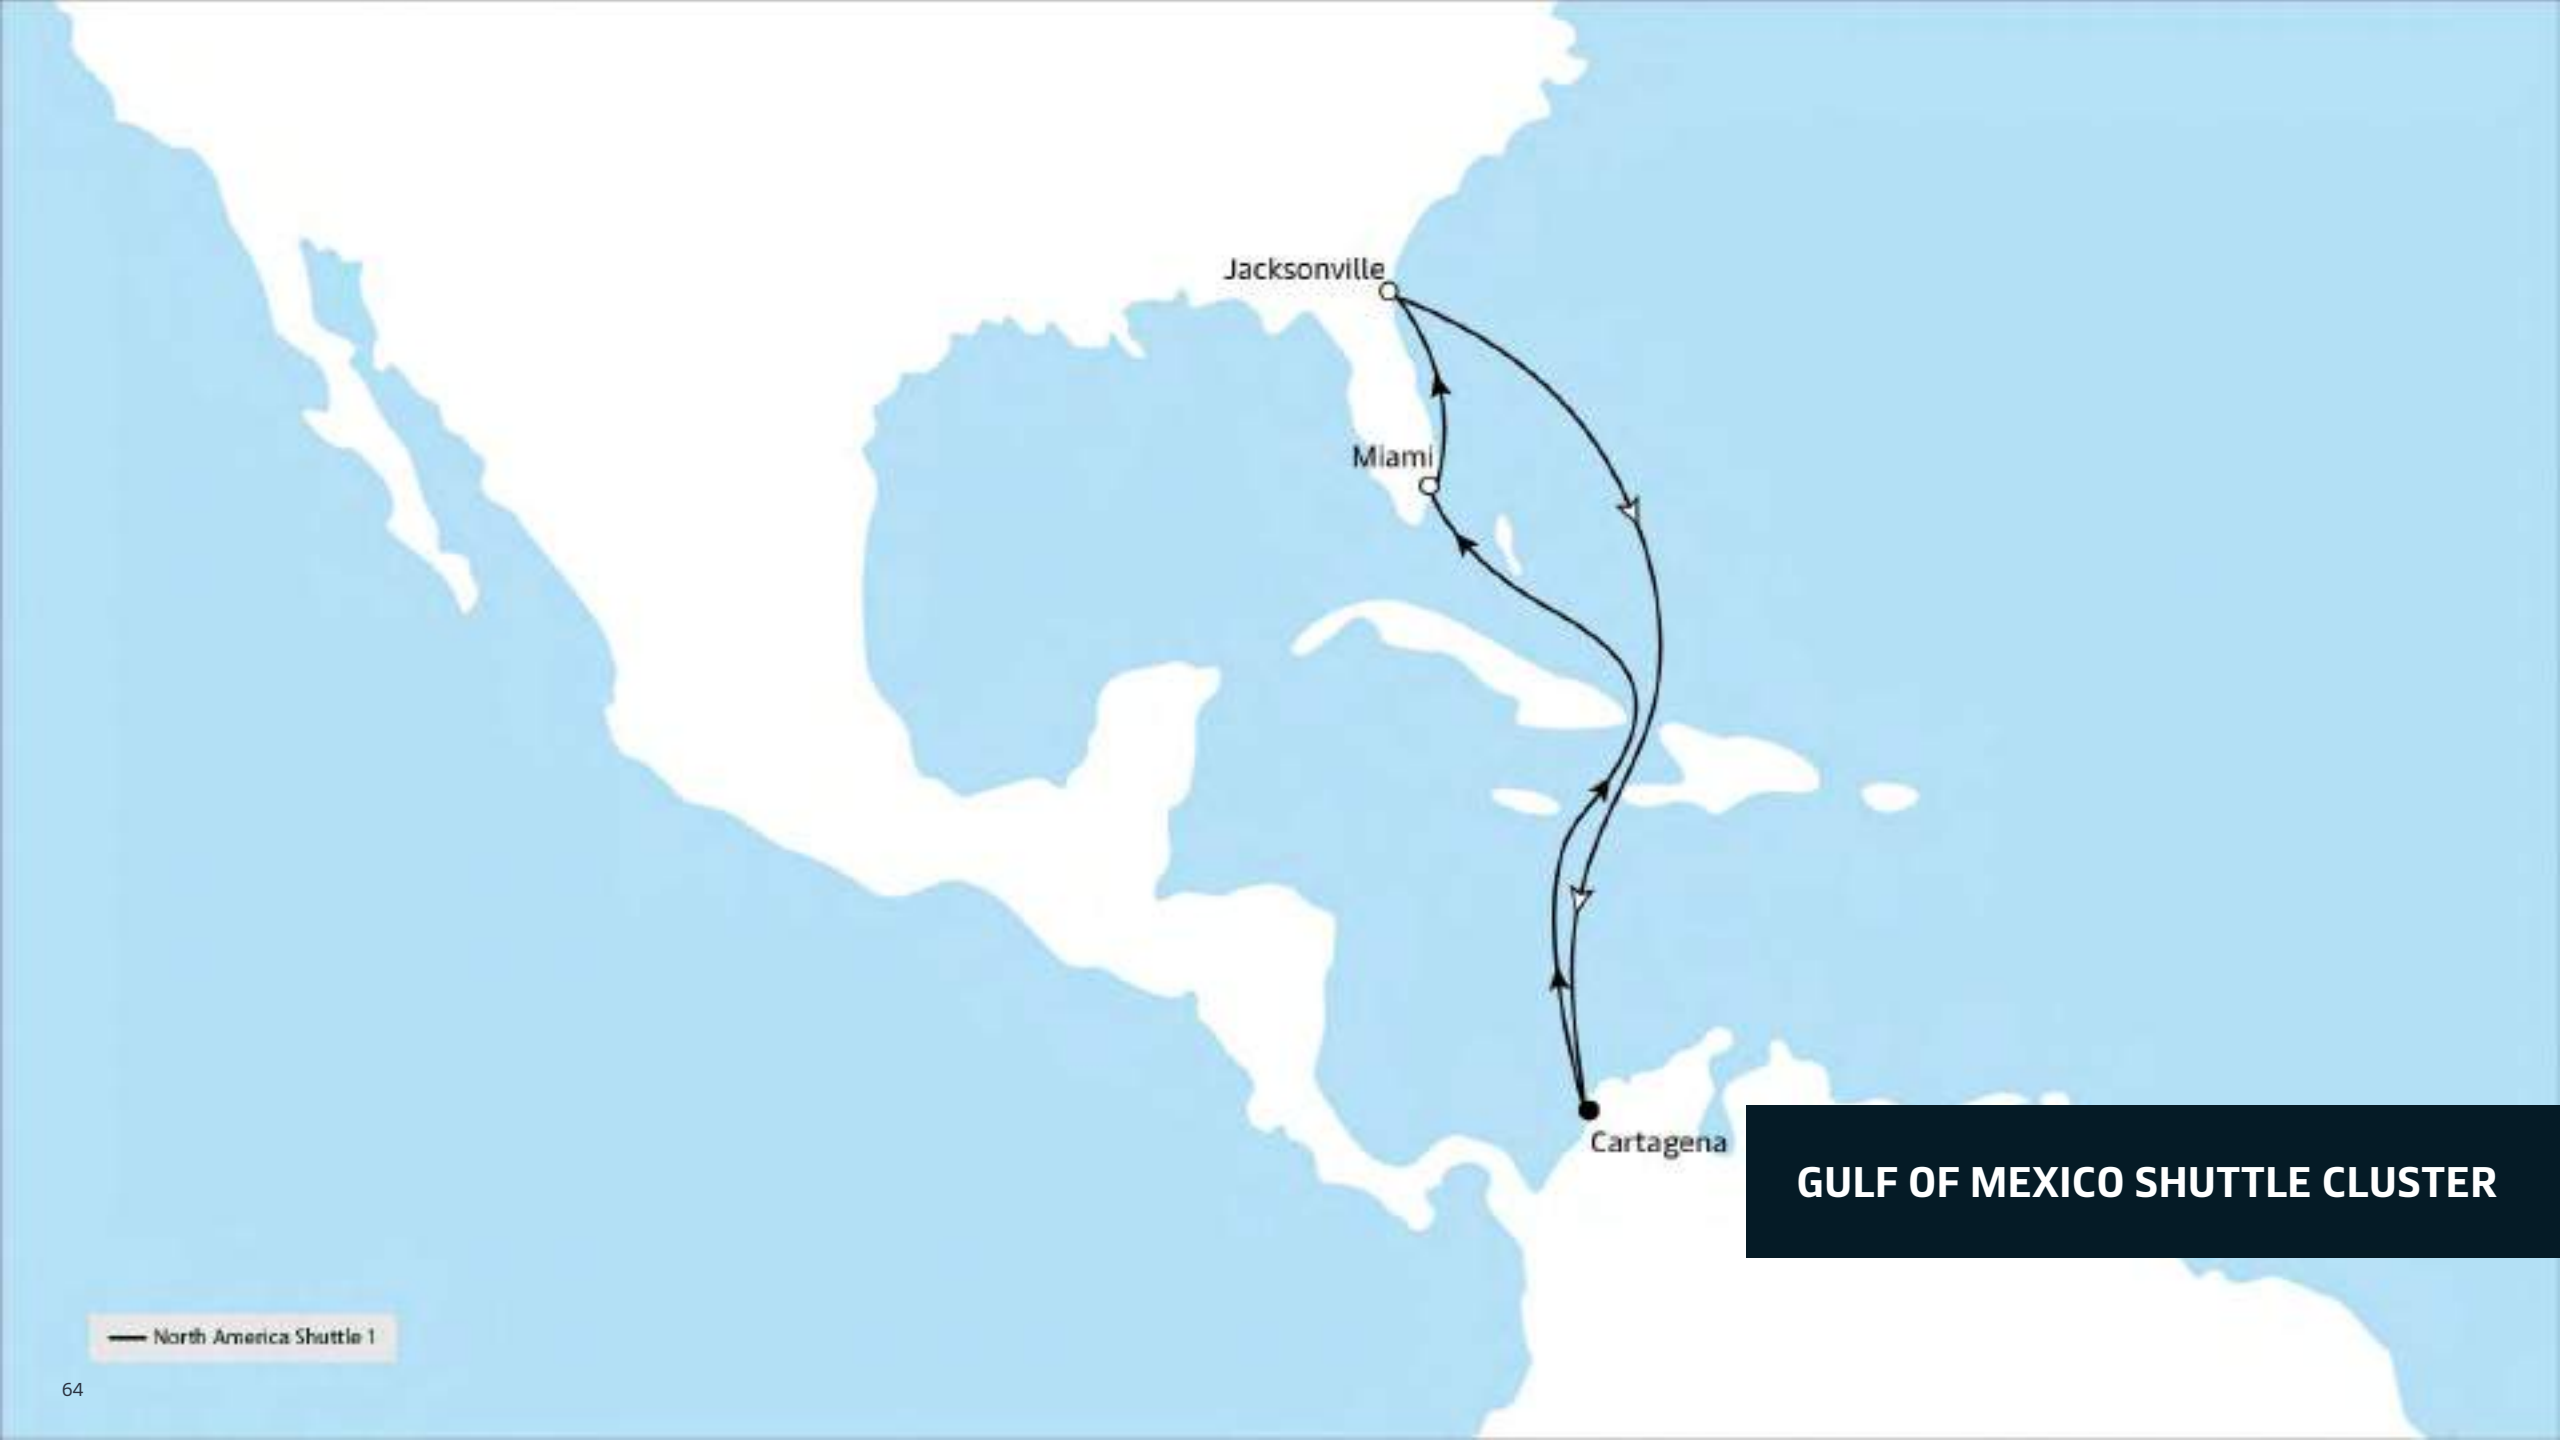 Jacksonville
Miami
Cartagena
GULF OF MEXICO SHUTTLE CLUSTER
North America Shuttle 1
64